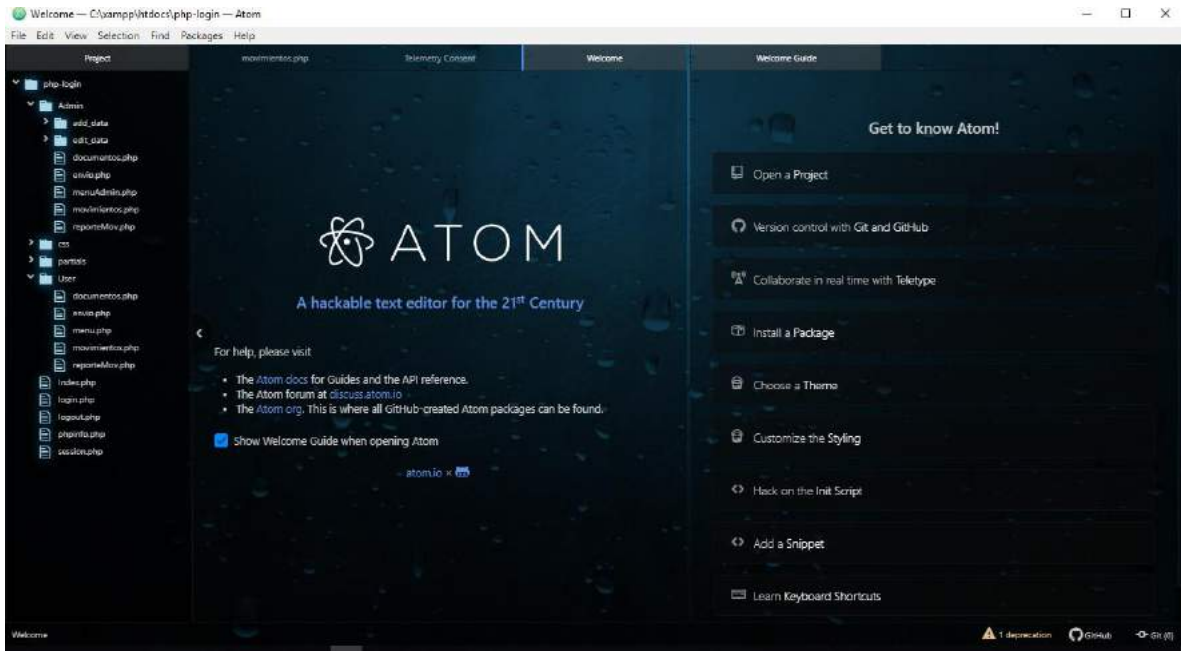 Welcome — C:\xampp\htdocs\php-login — Atom
File Edit View Selection Find Packages Help
Project
movimientos.php
Telemetry Consent
Welcome
Welcome Guide
php-login
Admin
add_data
edit_data
documentos.php
envio.php
menuAdmin.php
movimientos.php
reporteMov.php
css
partials
User
documentos.php
envio.php
menu.php
movimientos.php
reporteMov.php
Index.php
login.php
logout.php
phpinfo.php
session.php
ATOM
A hackable text editor for the 21st Century
For help, please visit
• The Atom docs for Guides and the API reference.
• The Atom forum at discuss.atom.io
• The Atom org. This is where all GitHub-created Atom packages can be found.
Show Welcome Guide when opening Atom
atom.io ×
Get to know Atom!
Open a Project
Version control with Git and GitHub
Collaborate in real time with Teletype
Install a Package
Choose a Theme
Customize the Styling
Hack on the Init Script
Add a Snippet
Learn Keyboard Shortcuts
Welcome
1 deprecation GitHub Git (0)